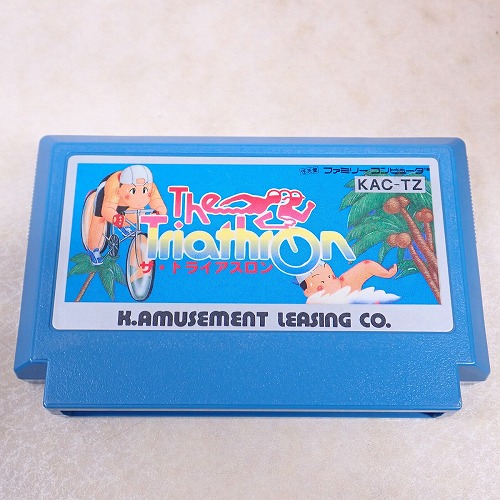 ファミリーコンピュータ
KAC-TZ
The
Triathron
ザ・トライアスロン
K.AMUSEMENT LEASING CO.